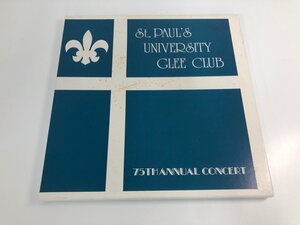 St. PAUL'S
UNIVERSITY
GLEE CLUB
75TH ANNUAL CONCERT